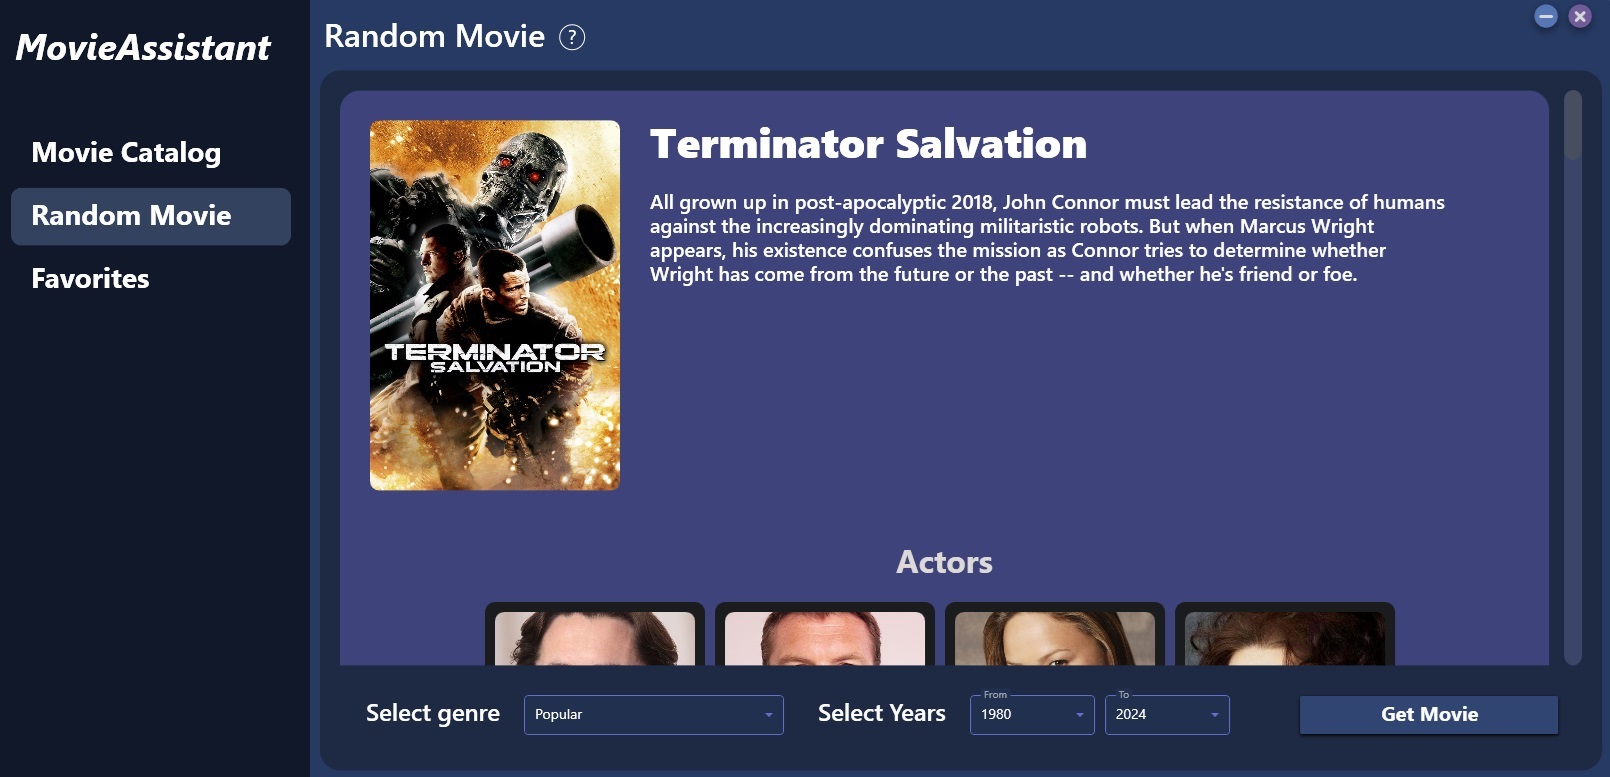 MovieAssistant
Movie Catalog
Random Movie
Favorites
Random Movie ?
Terminator Salvation
All grown up in post-apocalyptic 2018, John Connor must lead the resistance of humans
against the increasingly dominating militaristic robots. But when Marcus Wright
appears, his existence confuses the mission as Connor tries to determine whether
Wright has come from the future or the past -- and whether he's friend or foe.
TERMINATOR
SALVATION
Actors
Select genre
Popular
Select Years
From
1980
To
2024
Get Movie